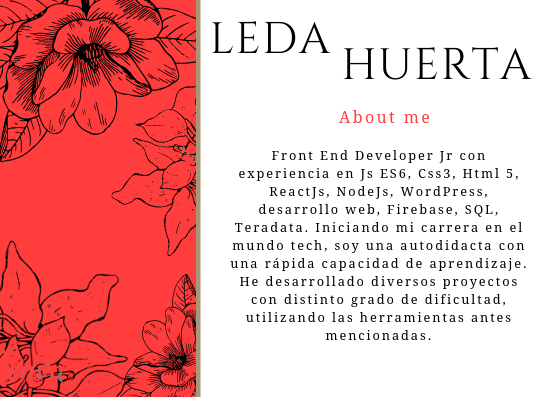 LEDA
HUERTA
About me
Front End Developer Jr con
experiencia en Js ES6, Css3, Html 5,
ReactJs, NodeJs, WordPress,
desarrollo web, Firebase, SQL,
Teradata. Iniciando mi carrera en el
mundo tech, soy una autodidacta con
una rápida capacidad de aprendizaje.
He desarrollado diversos proyectos
con distinto grado de dificultad,
utilizando las herramientas antes
mencionadas.